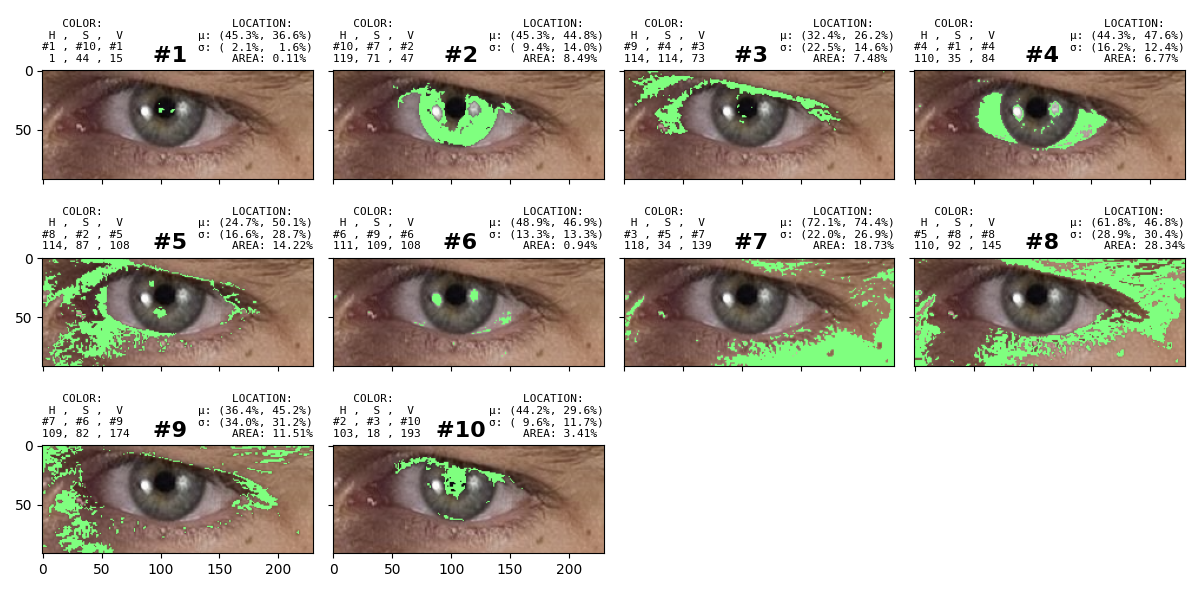 COLOR: LOCATION:
H , S , V μ: (45.3%, 36.6%)
#1 , #10, #1 #1 σ: ( 2.1%, 1.6%)
1 , 44 , 15 AREA: 0.11%
COLOR: LOCATION:
H , S , V μ: (45.3%, 44.8%)
#10, #7 , #2 #2 σ: ( 9.4%, 14.0%)
119, 71 , 47 AREA: 8.49%
COLOR: LOCATION:
H , S , V μ: (32.4%, 26.2%)
#9 , #4 , #3 #3 σ: (22.5%, 14.6%)
114, 114, 73 AREA: 7.48%
COLOR: LOCATION:
H , S , V μ: (44.3%, 47.6%)
#4 , #1 , #4 #4 σ: (16.2%, 12.4%)
110, 35 , 84 AREA: 6.77%
0
50
COLOR: LOCATION:
H , S , V μ: (24.7%, 50.1%)
#8 , #2 , #5 #5 σ: (16.6%, 28.7%)
114, 87 , 108 AREA: 14.22%
COLOR: LOCATION:
H , S , V μ: (48.9%, 46.9%)
#6 , #9 , #6 #6 σ: (13.3%, 13.3%)
111, 109, 108 AREA: 0.94%
COLOR: LOCATION:
H , S , V μ: (72.1%, 74.4%)
#3 , #5 , #7 #7 σ: (22.0%, 26.9%)
118, 34 , 139 AREA: 18.73%
COLOR: LOCATION:
H , S , V μ: (61.8%, 46.8%)
#5 , #8 , #8 #8 σ: (28.9%, 30.4%)
110, 92 , 145 AREA: 28.34%
0
50
COLOR: LOCATION:
H , S , V μ: (36.4%, 45.2%)
#7 , #6 , #9 #9 σ: (34.0%, 31.2%)
109, 82 , 174 AREA: 11.51%
COLOR: LOCATION:
H , S , V μ: (44.2%, 29.6%)
#2 , #3 , #10 #10 σ: ( 9.6%, 11.7%)
103, 18 , 193 AREA: 3.41%
0
50
0 50 100 150 200
0 50 100 150 200